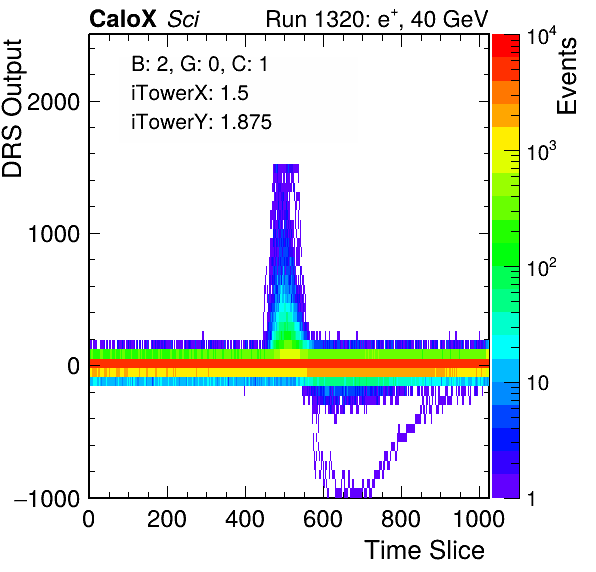 CaloX Sci Run 1320: e+, 40 GeV
B: 2, G: 0, C: 1
iTowerX: 1.5
iTowerY: 1.875
DRS Output
2000
1000
0
−1000
0 200 400 600 800 1000
Time Slice
Events
10^4
10^3
10^2
10
1